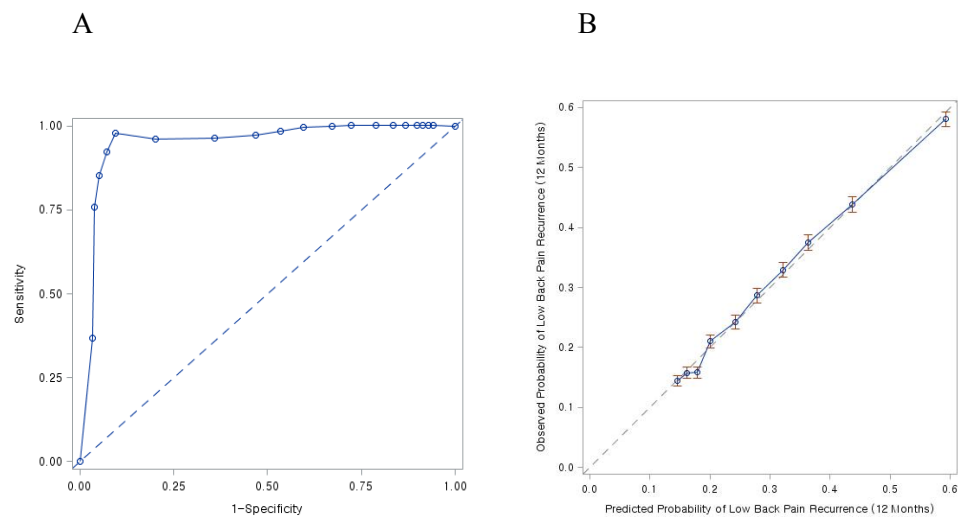 A
B
1.00
0.75
0.50
0.25
0.00
Sensitivity
0.00 0.25 0.50 0.75 1.00
1-Specificity
0.6
0.5
0.4
0.3
0.2
0.1
0.0
Observed Probability of Low Back Pain Recurrence (12 Months)
0.0 0.1 0.2 0.3 0.4 0.5 0.6
Predicted Probability of Low Back Pain Recurrence (12 Months)